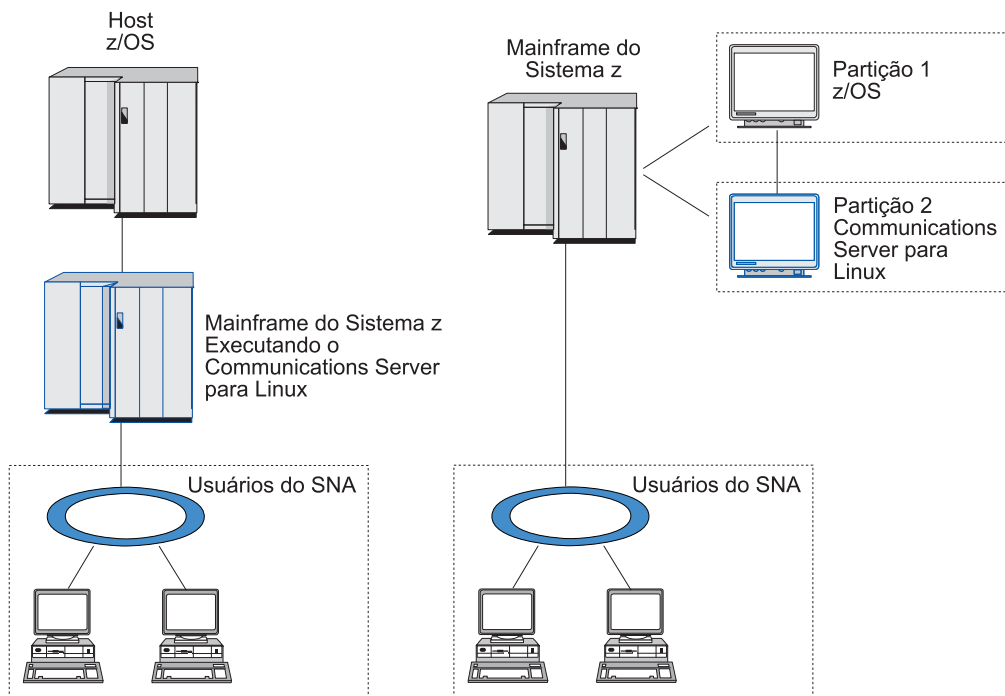 Host
z/OS
Mainframe do Sistema z
Executando o
Communications Server
para Linux
Usuários do SNA
Mainframe do
Sistema z
Partição 1
z/OS
Partição 2
Communications
Server para
Linux
Usuários do SNA